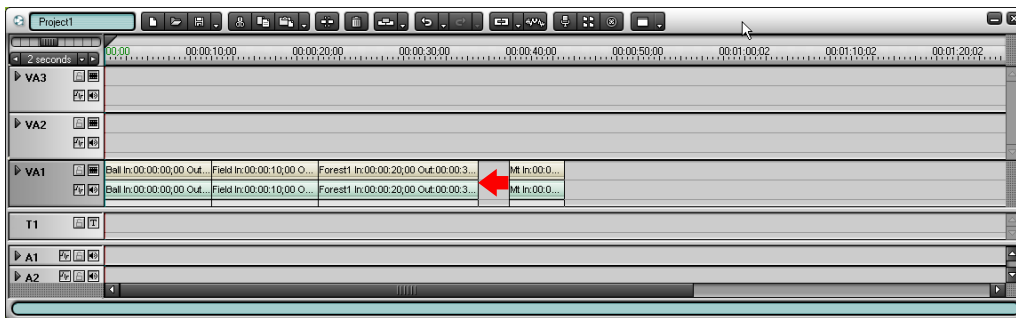 Project1
2 seconds
00;00 00:00:10;00 00:00:20;00 00:00:30;00 00:00:40;00 00:00:50;00 00:01:00;02 00:01:10;02 00:01:20;02
VA3
VA2
VA1
Ball In:00:00:00;00 Out... Field In:00:00:10;00 O... Forest1 In:00:00:20;00 Out:00:00:3... Mt In:00:0...
Ball In:00:00:00;00 Out... Field In:00:00:10;00 O... Forest1 In:00:00:20;00 Out:00:00:3... Mt In:00:0...
T1 T
A1
A2